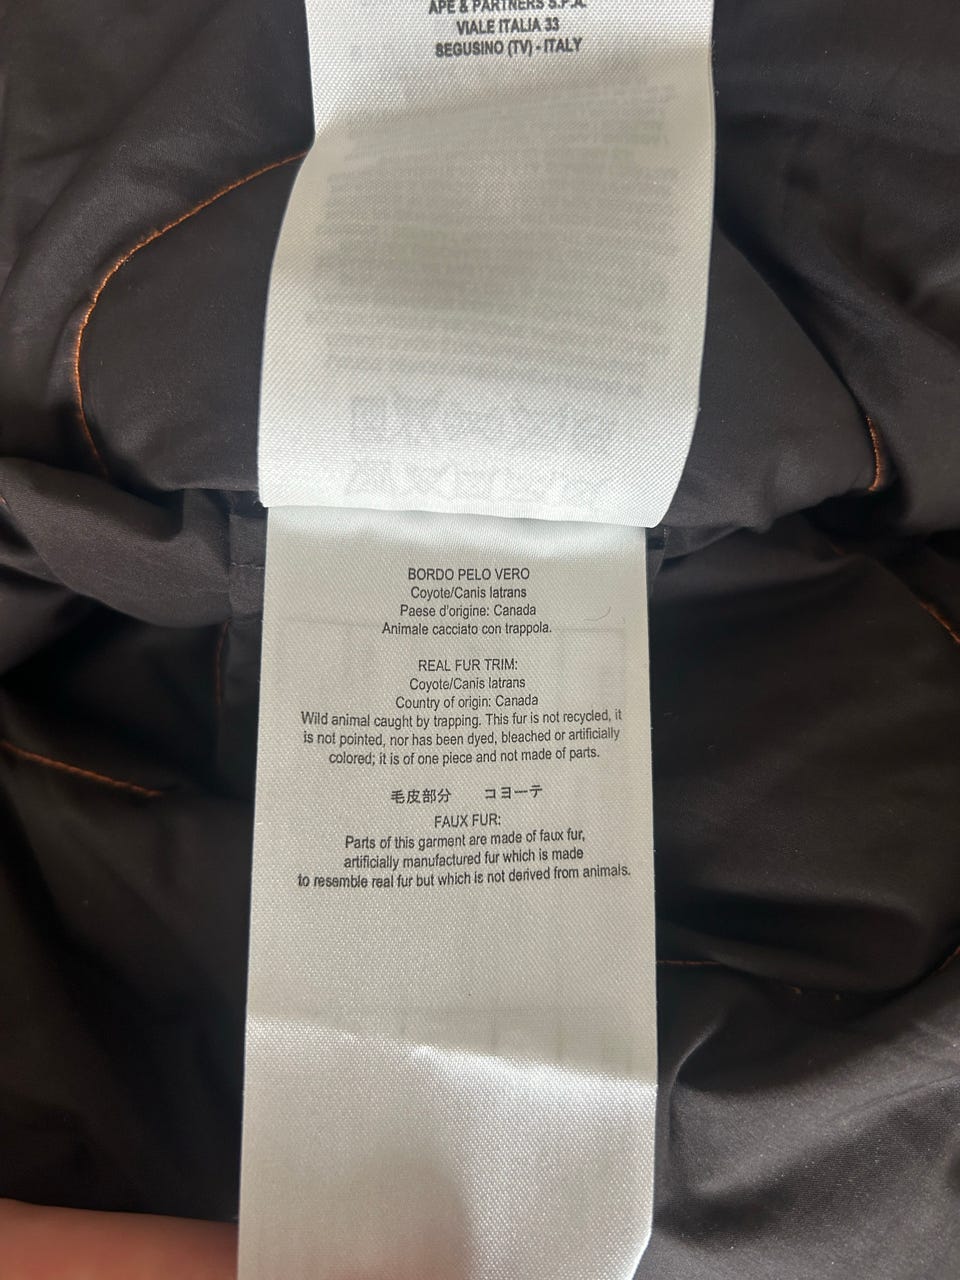 APE & PARTNERS S.P.A.
VIALE ITALIA 33
SEGUSINO (TV) - ITALY
BORDO PELO VERO
Coyote/Canis latrans
Paese d'origine: Canada
Animale cacciato con trappola.
REAL FUR TRIM:
Coyote/Canis latrans
Country of origin: Canada
Wild animal caught by trapping. This fur is not recycled, it
is not pointed, nor has been dyed, bleached or artificially
colored; it is of one piece and not made of parts.
毛皮部分 コヨーテ
FAUX FUR:
Parts of this garment are made of faux fur,
artificially manufactured fur which is made
to resemble real fur but which is not derived from animals.